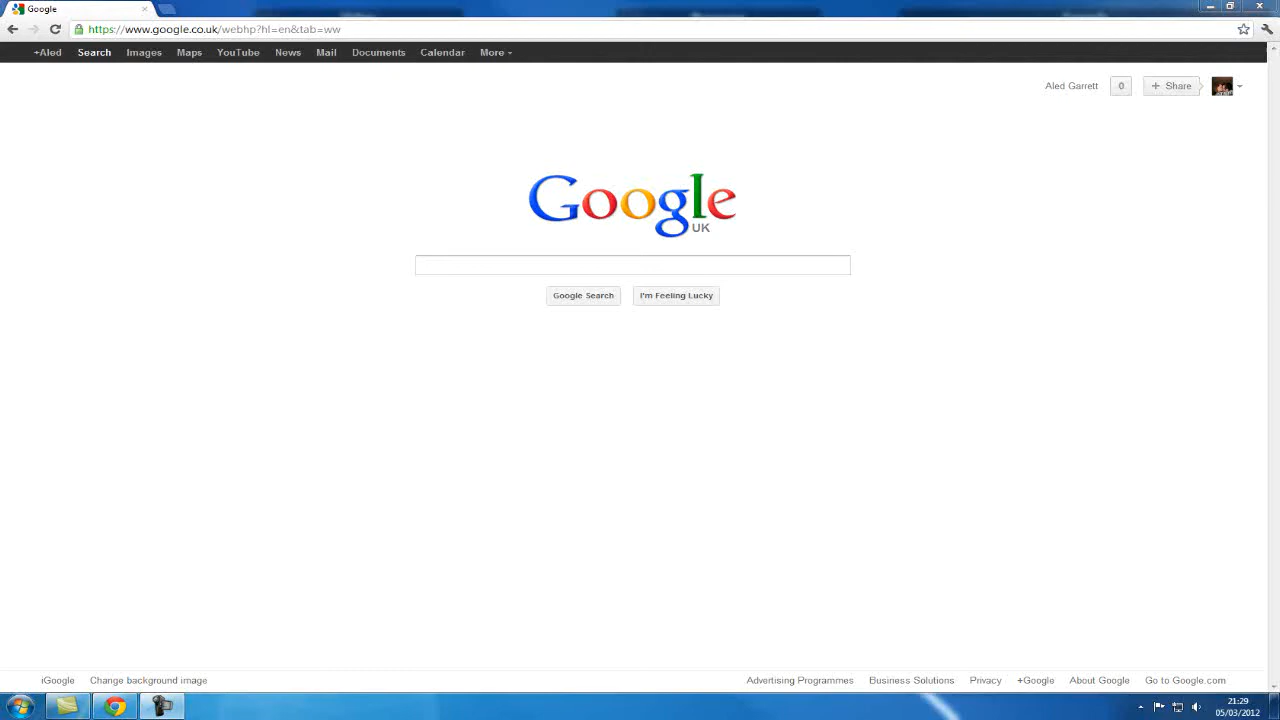 Google
https://www.google.co.uk/webhp?hl=en&tab=ww
+Aled Search Images Maps YouTube News Mail Documents Calendar More
Aled Garrett 0 + Share
Google
UK
Google Search I'm Feeling Lucky
iGoogle Change background image Advertising Programmes Business Solutions Privacy +Google About Google Go to Google.com
21:29
05/03/2012